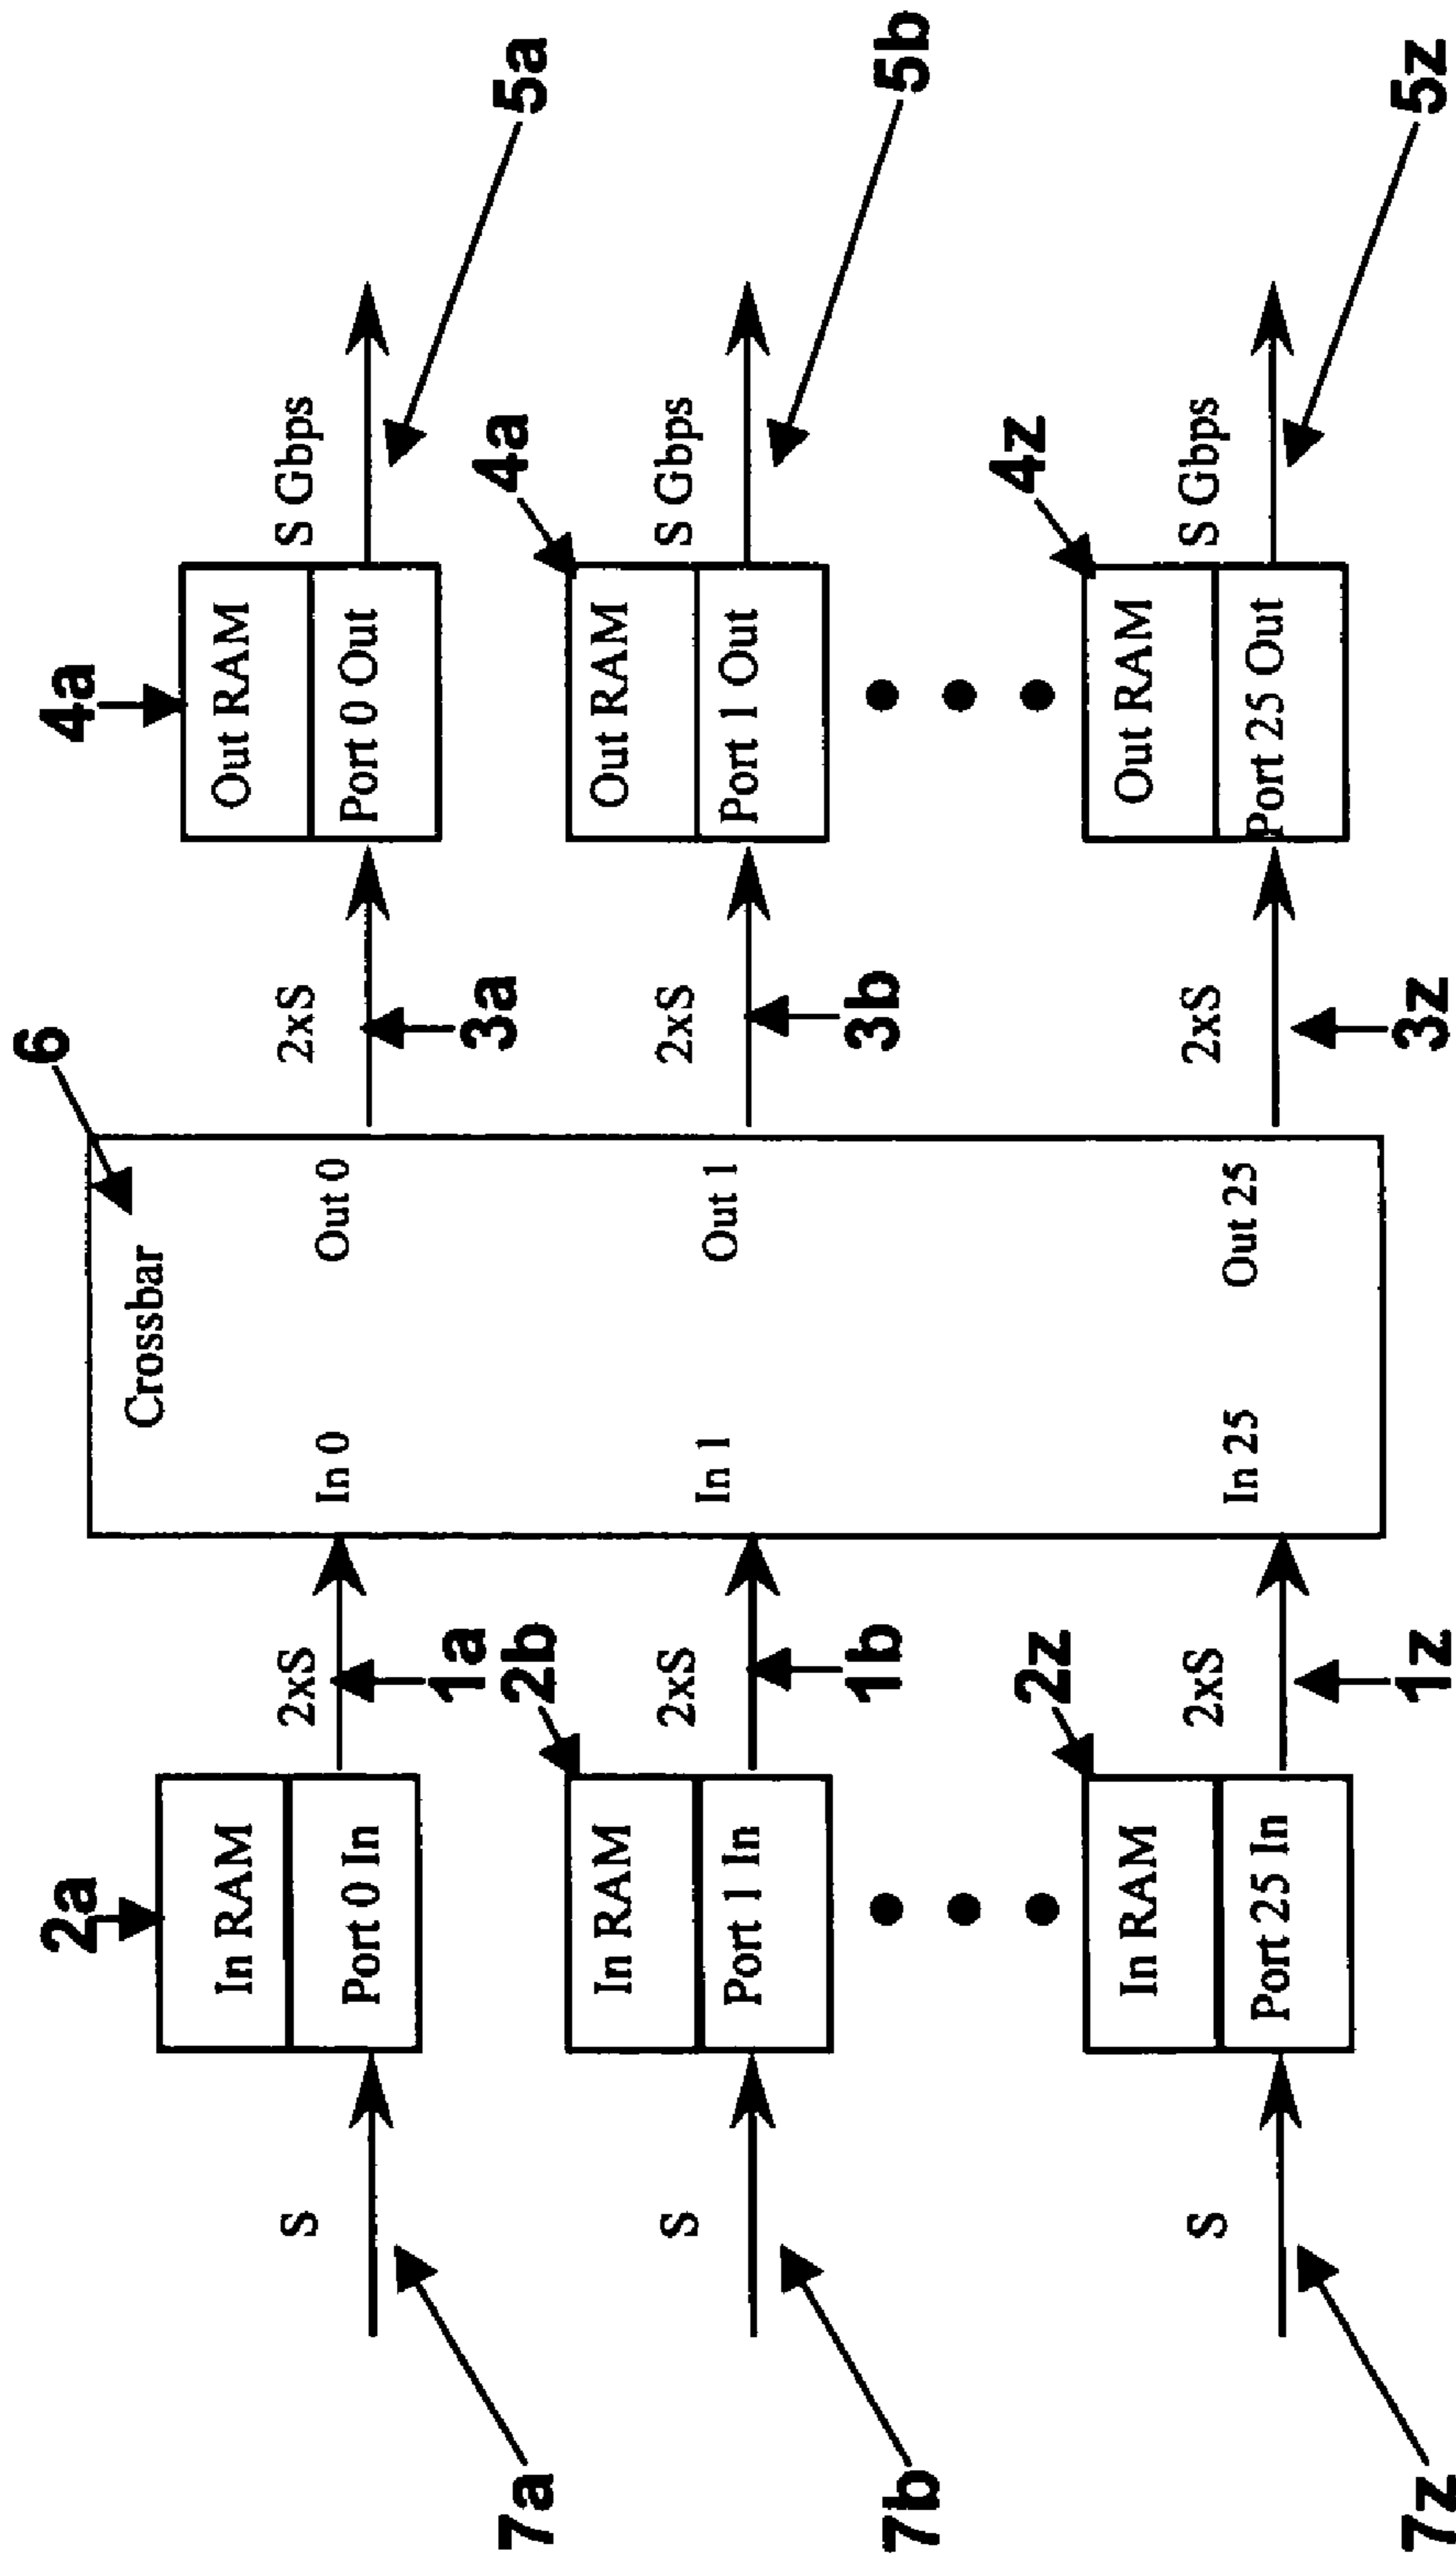 6
2a
4a
Crossbar
In RAM
Out RAM
S
2xS
2xS
S Gbps
Port 0 In
In 0
Out 0
Port 0 Out
1a
3a
5a
7a
2b
4a
In RAM
Out RAM
S
2xS
2xS
S Gbps
Port 1 In
In 1
Out 1
Port 1 Out
1b
3b
5b
7b
2z
4z
In RAM
Out RAM
S
2xS
2xS
S Gbps
Port 25 In
In 25
Out 25
Port 25 Out
1z
3z
5z
7z